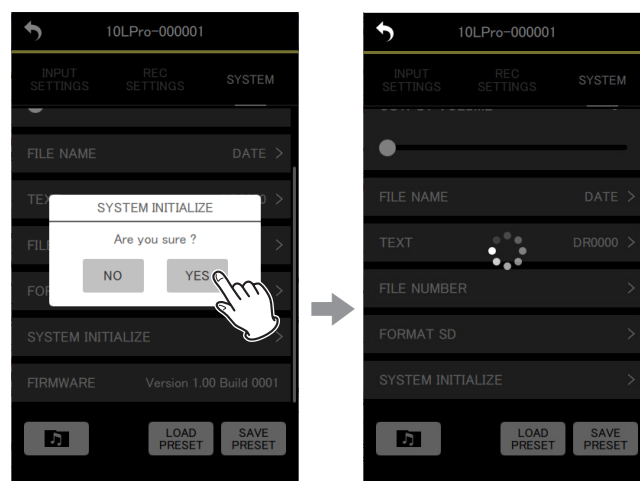 10LPro-000001
INPUT
SETTINGS
REC
SETTINGS
SYSTEM
FILE NAME
DATE >
SYSTEM INITIALIZE
Are you sure ?
NO
YES
SYSTEM INITIALIZE
FIRMWARE
Version 1.00 Build 0001
LOAD
PRESET
SAVE
PRESET
10LPro-000001
INPUT
SETTINGS
REC
SETTINGS
SYSTEM
FILE NAME
DATE >
TEXT
DR0000 >
FILE NUMBER >
FORMAT SD >
SYSTEM INITIALIZE >
LOAD
PRESET
SAVE
PRESET